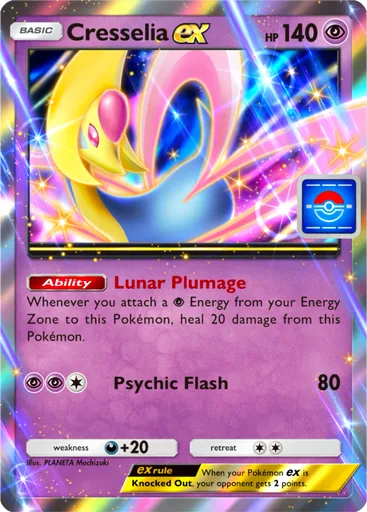 BASIC Cresselia ex HP 140
Ability Lunar Plumage
Whenever you attach a Energy from your Energy
Zone to this Pokémon, heal 20 damage from this
Pokémon.
Psychic Flash 80
weakness +20 retreat
Illus. PLANETA Mochizuki
ex rule When your Pokémon ex is
Knocked Out, your opponent gets 2 points.